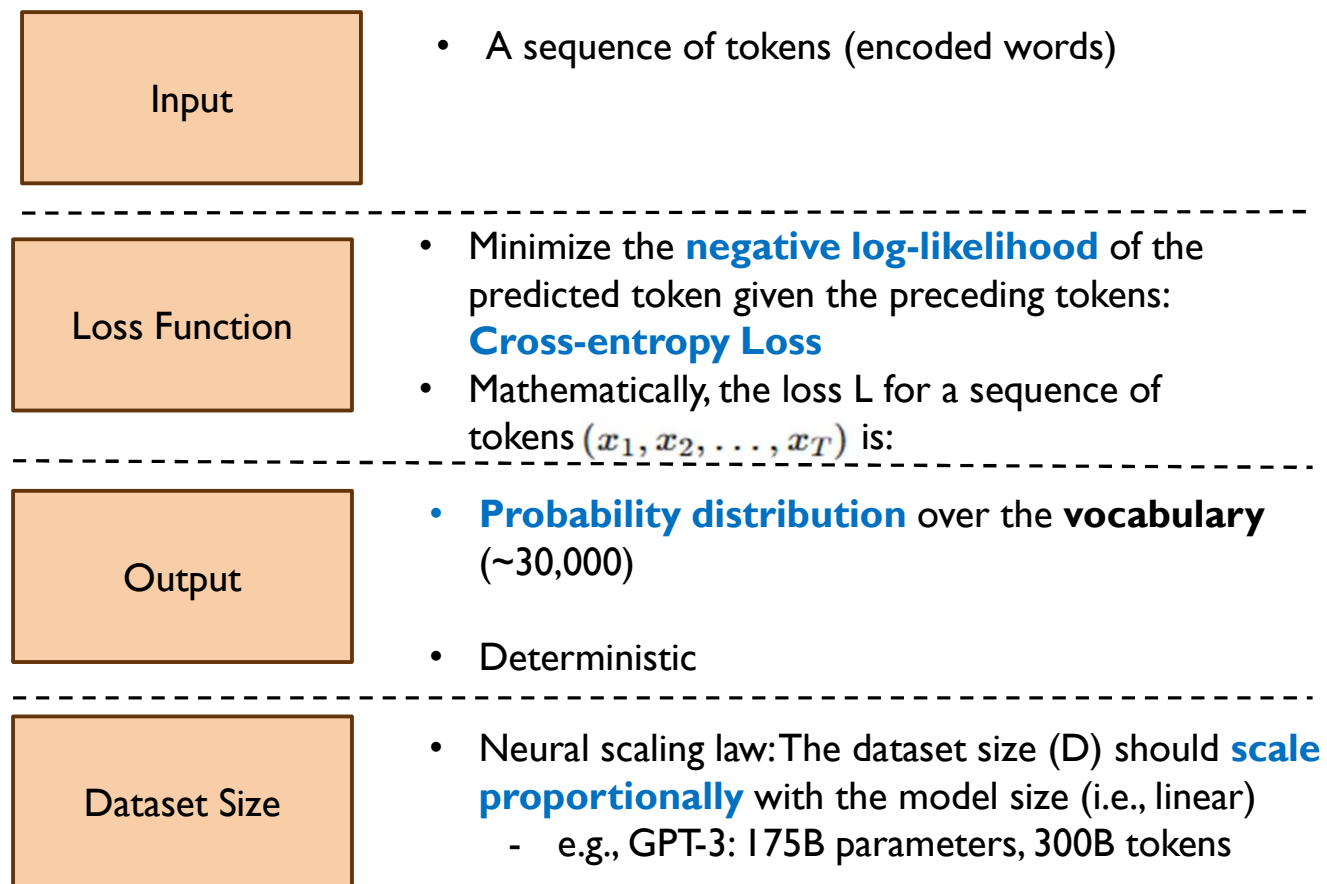 Input
• A sequence of tokens (encoded words)
Loss Function
• Minimize the negative log-likelihood of the
predicted token given the preceding tokens:
Cross-entropy Loss
• Mathematically, the loss L for a sequence of
tokens (x₁, x₂, . . . , x_T) is:
Output
• Probability distribution over the vocabulary
(~30,000)
• Deterministic
Dataset Size
• Neural scaling law: The dataset size (D) should scale
proportionally with the model size (i.e., linear)
- e.g., GPT-3: 175B parameters, 300B tokens